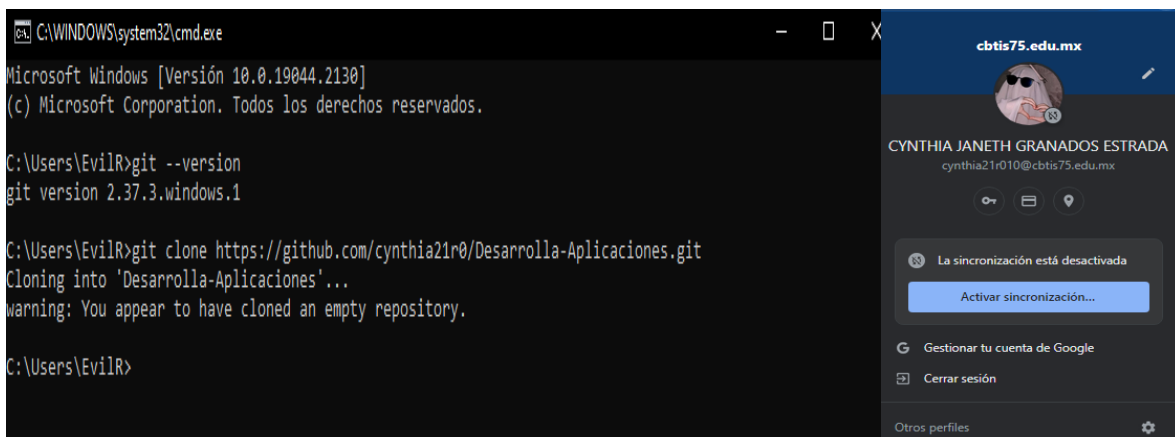 C:\WINDOWS\system32\cmd.exe
Microsoft Windows [Versión 10.0.19044.2130]
(c) Microsoft Corporation. Todos los derechos reservados.
C:\Users\EvilR>git --version
git version 2.37.3.windows.1
C:\Users\EvilR>git clone https://github.com/cynthia21r0/Desarrolla-Aplicaciones.git
Cloning into 'Desarrolla-Aplicaciones'...
warning: You appear to have cloned an empty repository.
C:\Users\EvilR>
cbtis75.edu.mx
CYNTHIA JANETH GRANADOS ESTRADA
cynthia21r010@cbtis75.edu.mx
La sincronización está desactivada
Activar sincronización...
G Gestionar tu cuenta de Google
Cerrar sesión
Otros perfiles